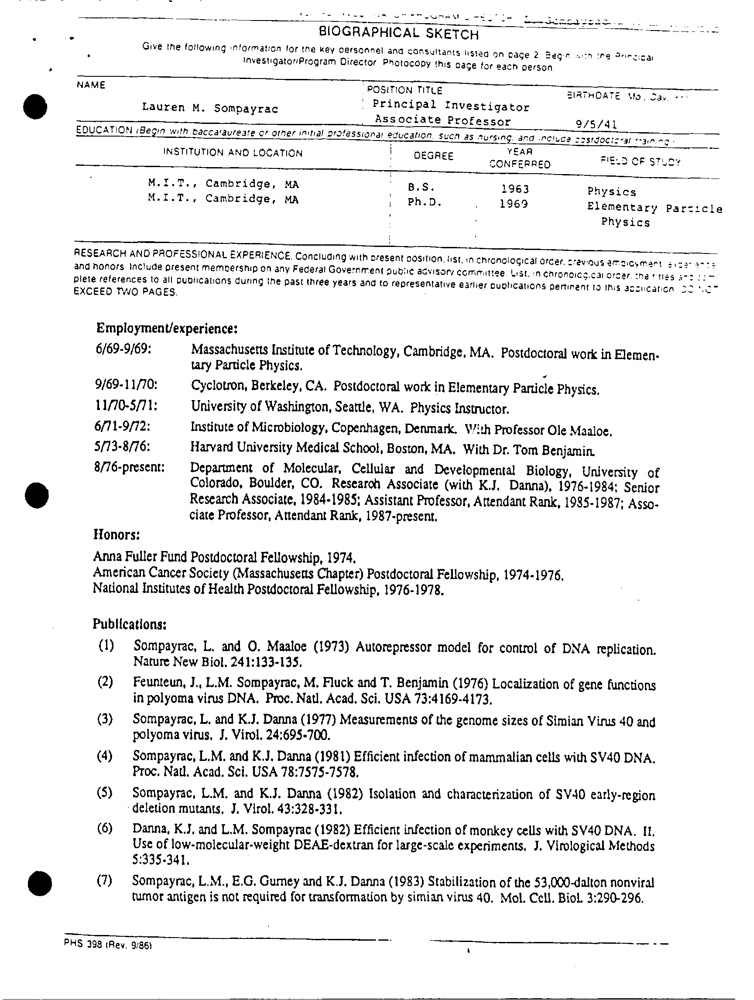 BIOGRAPHICAL SKETCH
Give the following information for the key personnel and consultants listed on page 2. Begin with the Principal
Investigator/Program Director. Photocopy this page for each person.
NAME
POSITION TITLE
BIRTHDATE (Mo., Day, Yr.)
Lauren M. Sompayrac
Principal Investigator
Associate Professor
9/5/41
EDUCATION (Begin with baccalaureate or other initial professional education, such as nursing, and include postdoctoral training.)
INSTITUTION AND LOCATION
DEGREE
YEAR
CONFERRED
FIELD OF STUDY
M.I.T., Cambridge, MA B.S. 1963 Physics
M.I.T., Cambridge, MA Ph.D. 1969 Elementary Particle
Physics
RESEARCH AND PROFESSIONAL EXPERIENCE. Concluding with present position, list, in chronological order, previous employment, experience
and honors. Include present membership on any Federal Government public advisory committee. List, in chronological order, the titles and com-
plete references to all publications during the past three years and to representative earlier publications pertinent to this application. DO NOT
EXCEED TWO PAGES.
Employment/experience:
6/69-9/69: Massachusetts Institute of Technology, Cambridge, MA. Postdoctoral work in Elemen-
tary Particle Physics.
9/69-11/70: Cyclotron, Berkeley, CA. Postdoctoral work in Elementary Particle Physics.
11/70-5/71: University of Washington, Seattle, WA. Physics Instructor.
6/71-9/72: Institute of Microbiology, Copenhagen, Denmark. With Professor Ole Maaloe.
5/73-8/76: Harvard University Medical School, Boston, MA. With Dr. Tom Benjamin.
8/76-present: Department of Molecular, Cellular and Developmental Biology, University of
Colorado, Boulder, CO. Research Associate (with K.J. Danna), 1976-1984; Senior
Research Associate, 1984-1985; Assistant Professor, Attendant Rank, 1985-1987; Asso-
ciate Professor, Attendant Rank, 1987-present.
Honors:
Anna Fuller Fund Postdoctoral Fellowship, 1974.
American Cancer Society (Massachusetts Chapter) Postdoctoral Fellowship, 1974-1976.
National Institutes of Health Postdoctoral Fellowship, 1976-1978.
Publications:
(1) Sompayrac, L. and O. Maaloe (1973) Autorepressor model for control of DNA replication.
Nature New Biol. 241:133-135.
(2) Feunteun, J., L.M. Sompayrac, M. Fluck and T. Benjamin (1976) Localization of gene functions
in polyoma virus DNA. Proc. Natl. Acad. Sci. USA 73:4169-4173.
(3) Sompayrac, L. and K.J. Danna (1977) Measurements of the genome sizes of Simian Virus 40 and
polyoma virus. J. Virol. 24:695-700.
(4) Sompayrac, L.M. and K.J. Danna (1981) Efficient infection of mammalian cells with SV40 DNA.
Proc. Natl. Acad. Sci. USA 78:7575-7578.
(5) Sompayrac, L.M. and K.J. Danna (1982) Isolation and characterization of SV40 early-region
deletion mutants. J. Virol. 43:328-331.
(6) Danna, K.J. and L.M. Sompayrac (1982) Efficient infection of monkey cells with SV40 DNA. II.
Use of low-molecular-weight DEAE-dextran for large-scale experiments. J. Virological Methods
5:335-341.
(7) Sompayrac, L.M., E.G. Gurney and K.J. Danna (1983) Stabilization of the 53,000-dalton nonviral
tumor antigen is not required for transformation by simian virus 40. Mol. Cell. Biol. 3:290-296.
PHS 398 (Rev. 9/86)